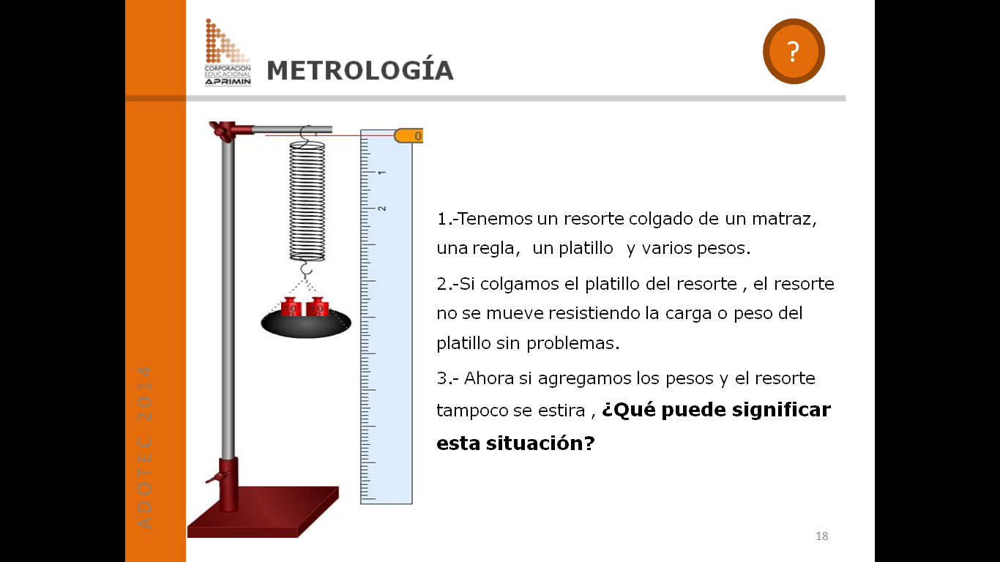 CORPORACION
EDUCACIONAL
APRIMIN
METROLOGÍA
?
0
1
2
1.-Tenemos un resorte colgado de un matraz,
una regla, un platillo y varios pesos.
2.-Si colgamos el platillo del resorte , el resorte
no se mueve resistiendo la carga o peso del
platillo sin problemas.
3.- Ahora si agregamos los pesos y el resorte
tampoco se estira , ¿Qué puede significar
esta situación?
ADOTEC 2014
18